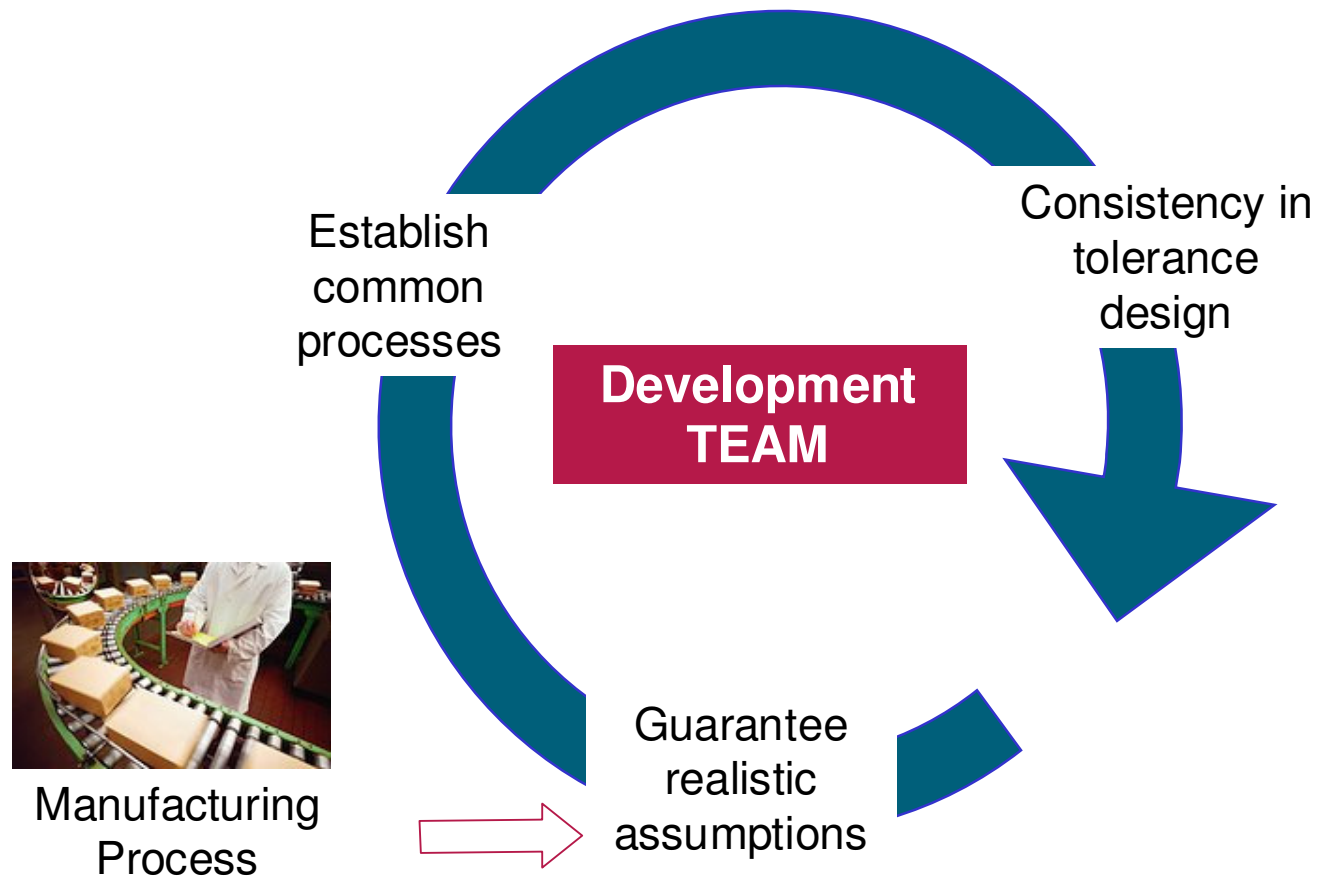 Establish
common
processes
Consistency in
tolerance
design
Development
TEAM
Guarantee
realistic
assumptions
Manufacturing
Process